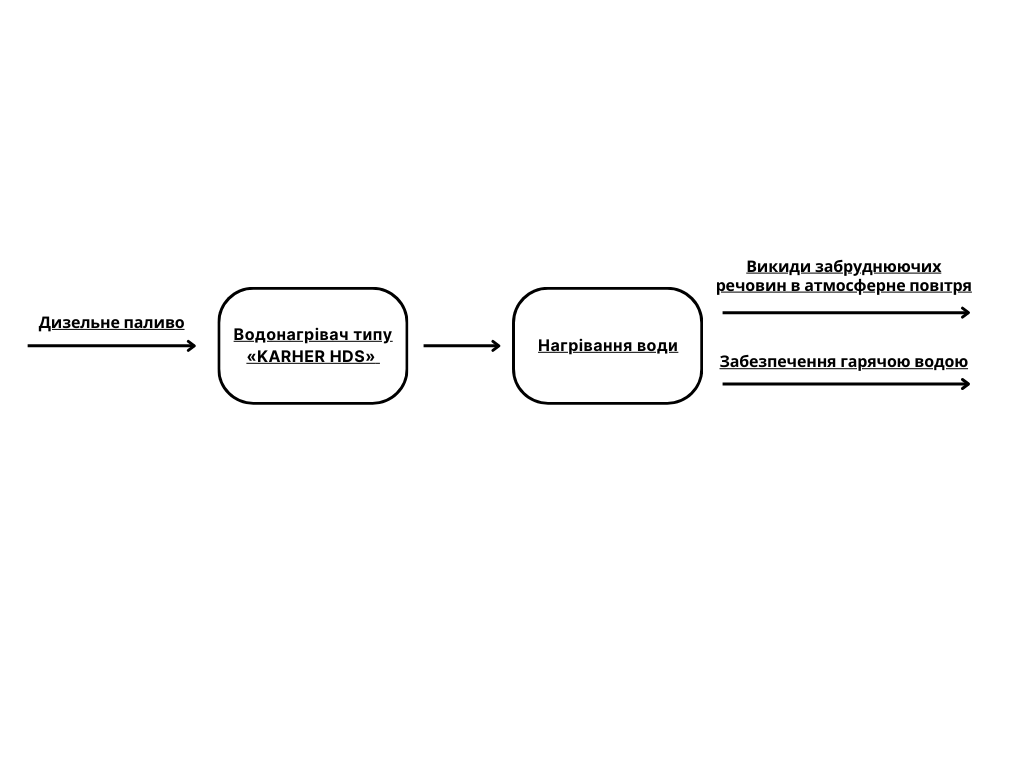 Дизельне паливо
Водонагрівач типу
«KARHER HDS»
Нагрівання води
Викиди забруднюючих
речовин в атмосферне повітря
Забезпечення гарячою водою